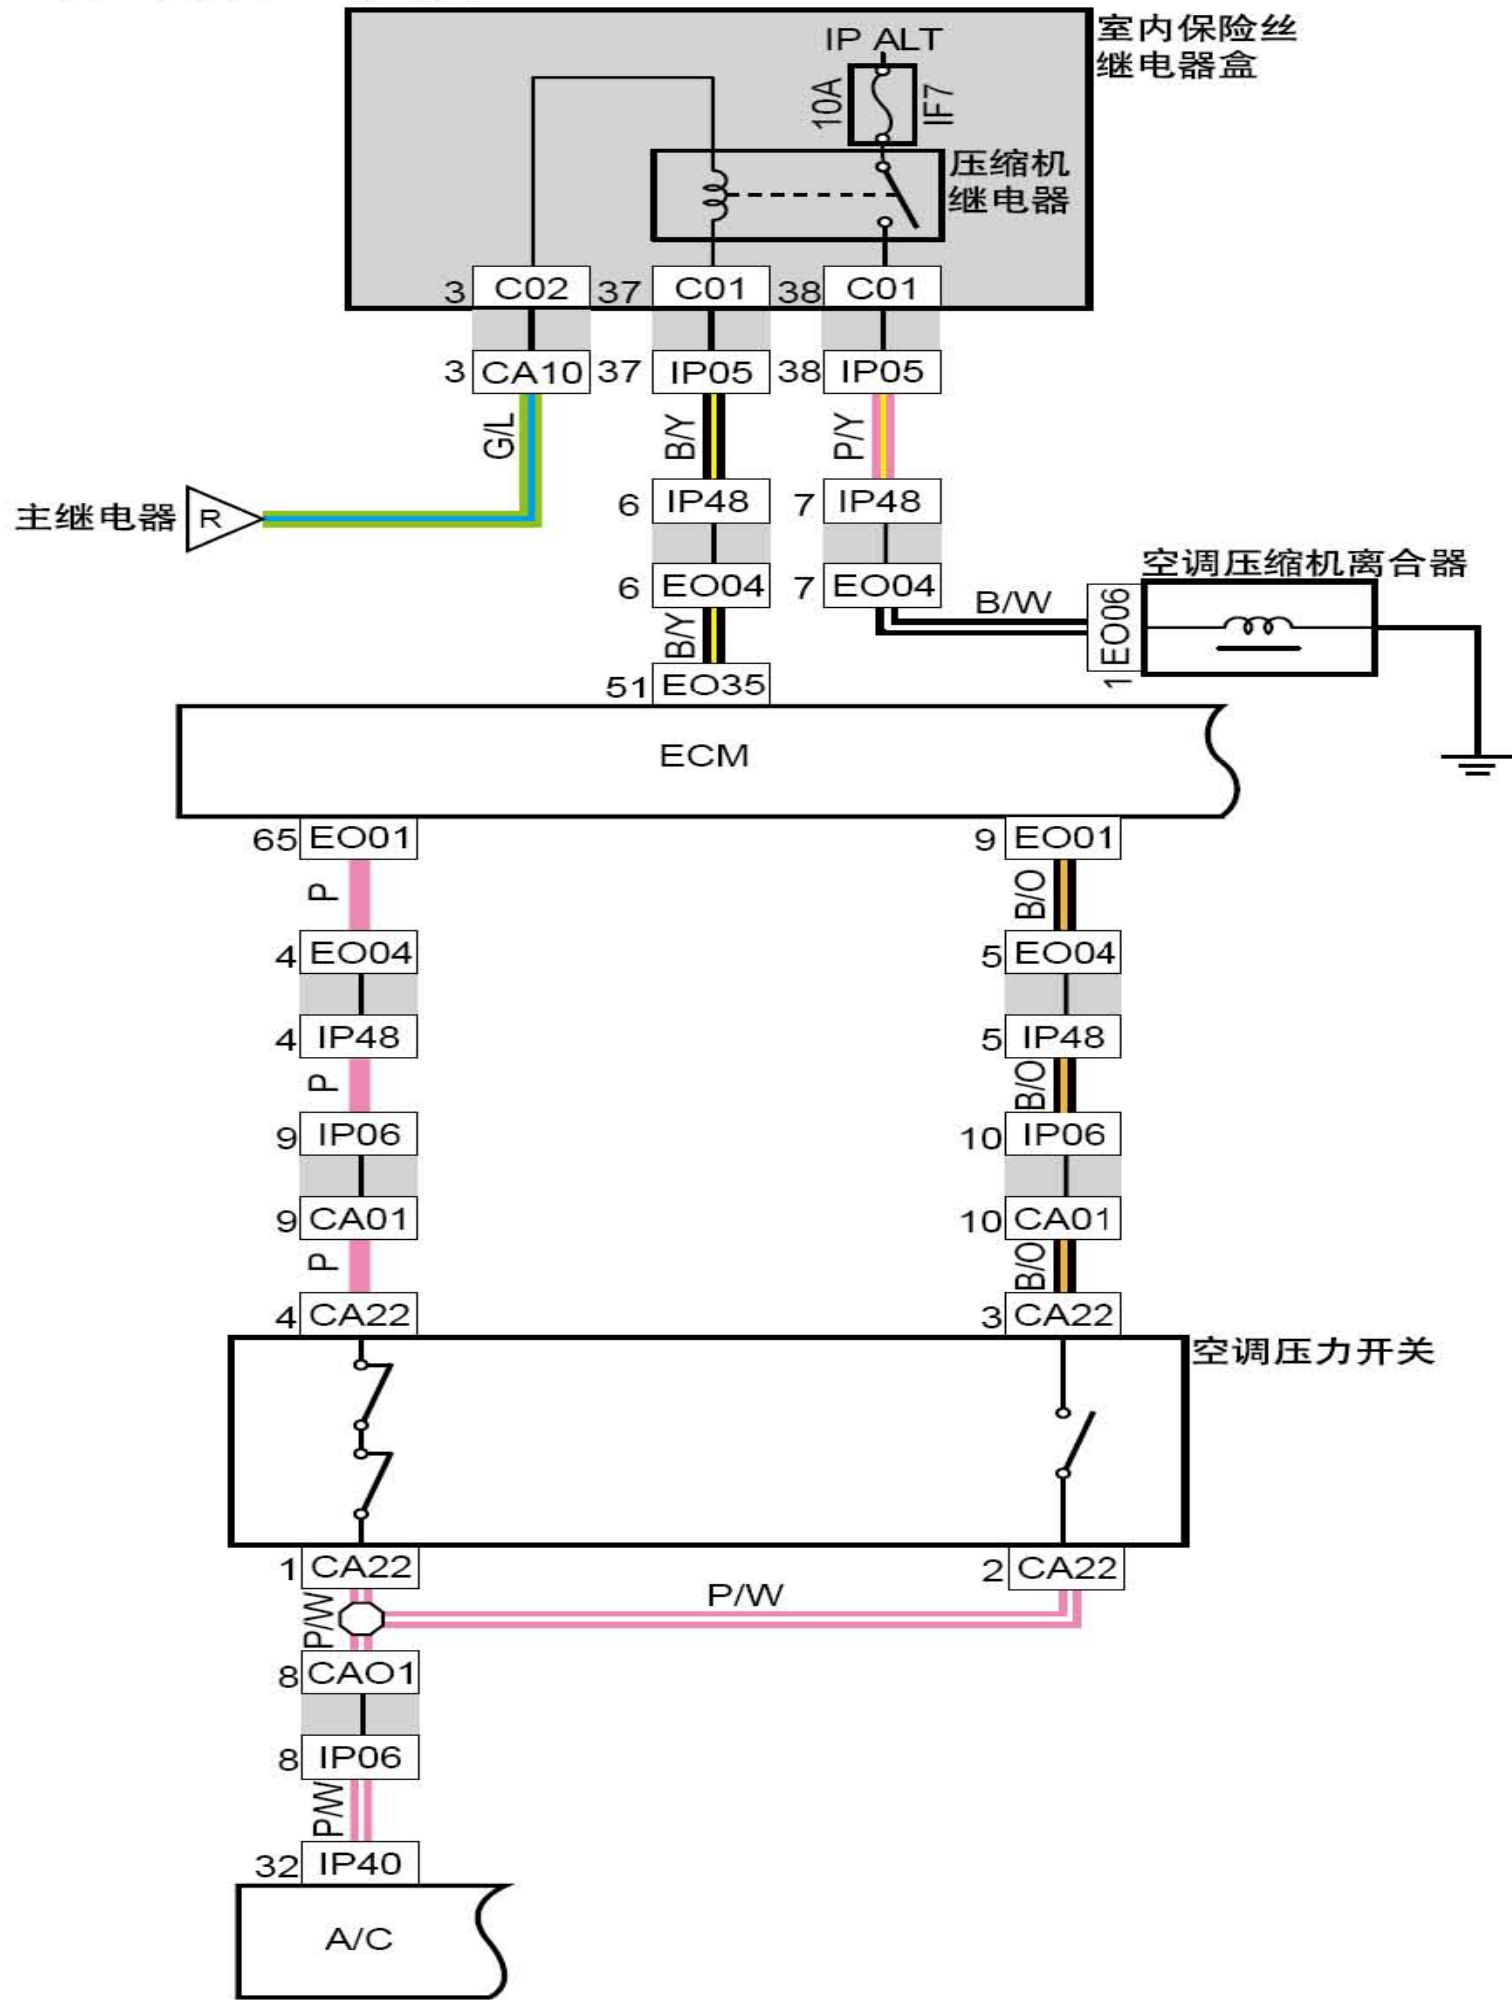 室内保险丝
继电器盒
IP ALT
10A
IF7
压缩机
继电器
3 C02 37 C01 38 C01
3 CA10 37 IP05 38 IP05
G/L B/Y P/Y
6 IP48 7 IP48
主继电器 R
空调压缩机离合器
6 EO04 7 EO04 B/W 1 EO06
B/Y
51 EO35
ECM
65 EO01 9 EO01
P B/O
4 EO04 5 EO04
4 IP48 5 IP48
P B/O
9 IP06 10 IP06
9 CA01 10 CA01
P B/O
4 CA22 3 CA22
空调压力开关
1 CA22 2 CA22
P/W P/W
8 CAO1
8 IP06
P/W
32 IP40
A/C